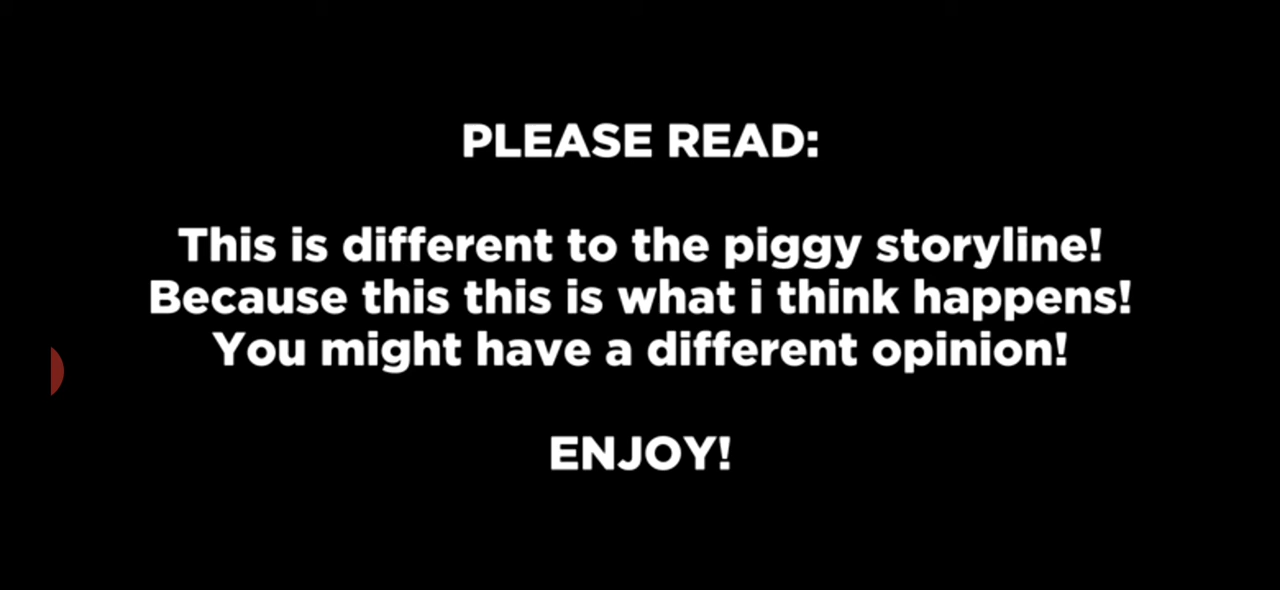 PLEASE READ:
This is different to the piggy storyline!
Because this this is what i think happens!
You might have a different opinion!
ENJOY!